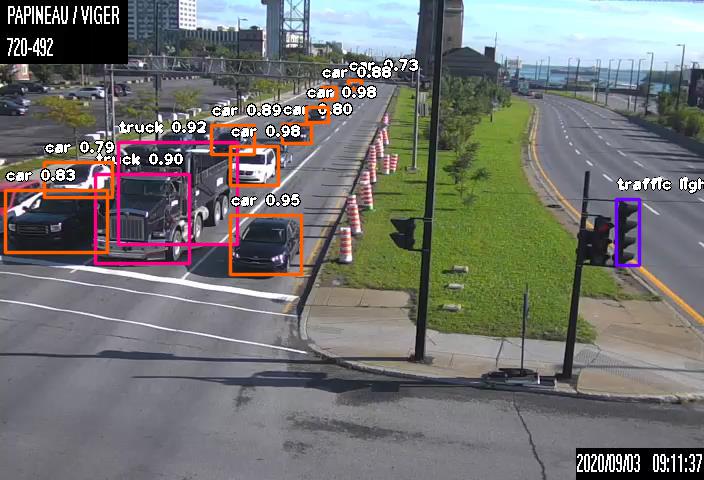 PAPINEAU / VIGER
720-492
car 0.73
car 0.88
car 0.98
car 0.89
car 0.80
truck 0.92
car 0.98
car 0.79
truck 0.90
car 0.83
traffic ligh
car 0.95
2020/09/03 09:11:37